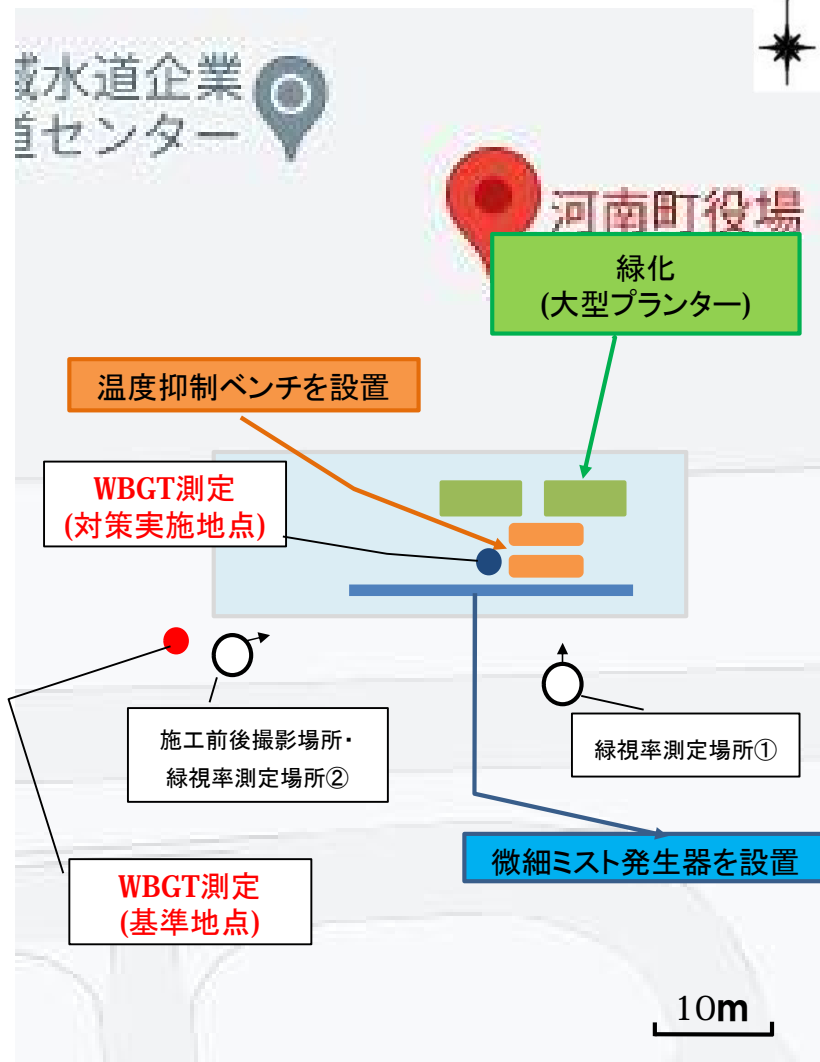 域水道企業
道センター
河南町役場
緑化
(大型プランター)
温度抑制ベンチを設置
WBGT測定
(対策実施地点)
施工前後撮影場所・
緑視率測定場所②
緑視率測定場所①
微細ミスト発生器を設置
WBGT測定
(基準地点)
10m